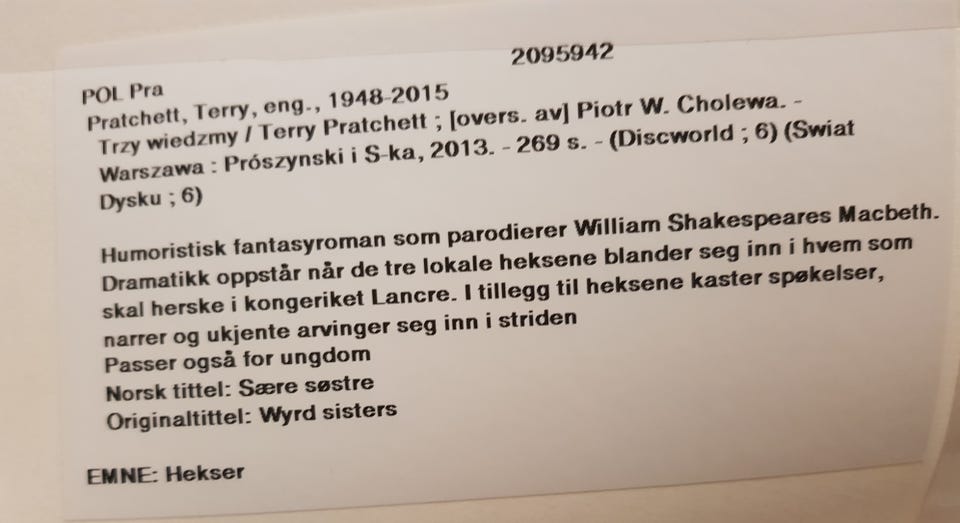 2095942
POL Pra
Pratchett, Terry, eng., 1948-2015
Trzy wiedzmy / Terry Pratchett ; [overs. av] Piotr W. Cholewa. -
Warszawa : Prószynski i S-ka, 2013. - 269 s. - (Discworld ; 6) (Swiat
Dysku ; 6)
Humoristisk fantasyroman som parodierer William Shakespeares Macbeth.
Dramatikk oppstår når de tre lokale heksene blander seg inn i hvem som
skal herske i kongeriket Lancre. I tillegg til heksene kaster spøkelser,
narrer og ukjente arvinger seg inn i striden
Passer også for ungdom
Norsk tittel: Sære søstre
Originaltittel: Wyrd sisters
EMNE: Hekser